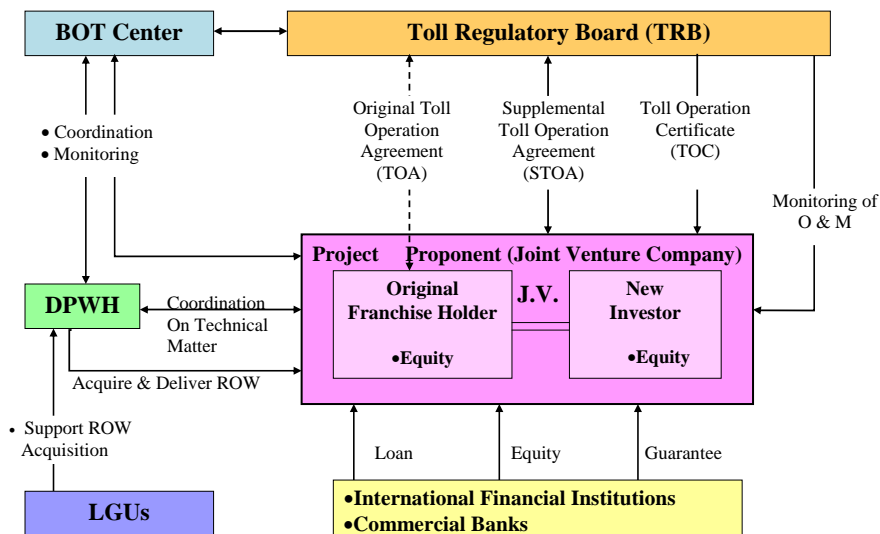 BOT Center
Toll Regulatory Board (TRB)
• Coordination
• Monitoring
Original Toll
Operation
Agreement
(TOA)
Supplemental
Toll Operation
Agreement
(STOA)
Toll Operation
Certificate
(TOC)
Monitoring of
O & M
Project Proponent (Joint Venture Company)
Original
Franchise Holder
•Equity
J.V.
New
Investor
•Equity
DPWH
Coordination
On Technical
Matter
Acquire & Deliver ROW
• Support ROW
Acquisition
Loan
Equity
Guarantee
LGUs
•International Financial Institutions
•Commercial Banks